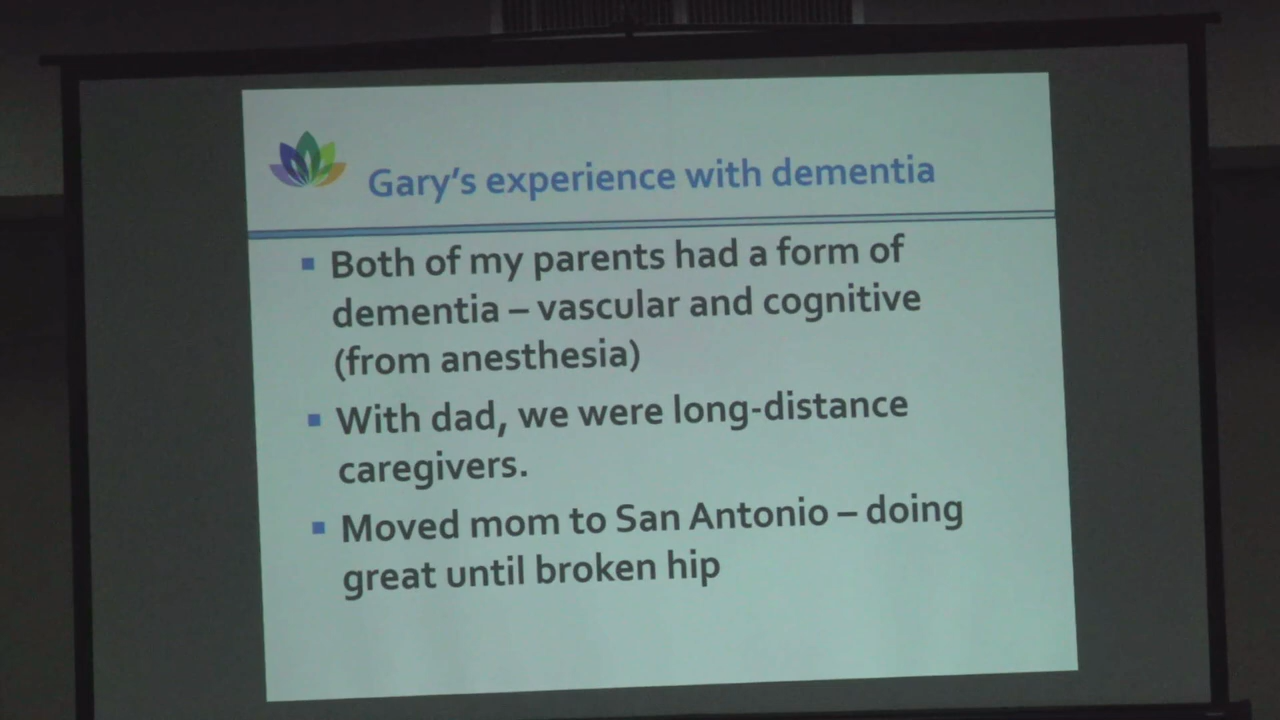 Gary's experience with dementia
Both of my parents had a form of
dementia – vascular and cognitive
(from anesthesia)
With dad, we were long-distance
caregivers.
Moved mom to San Antonio – doing
great until broken hip